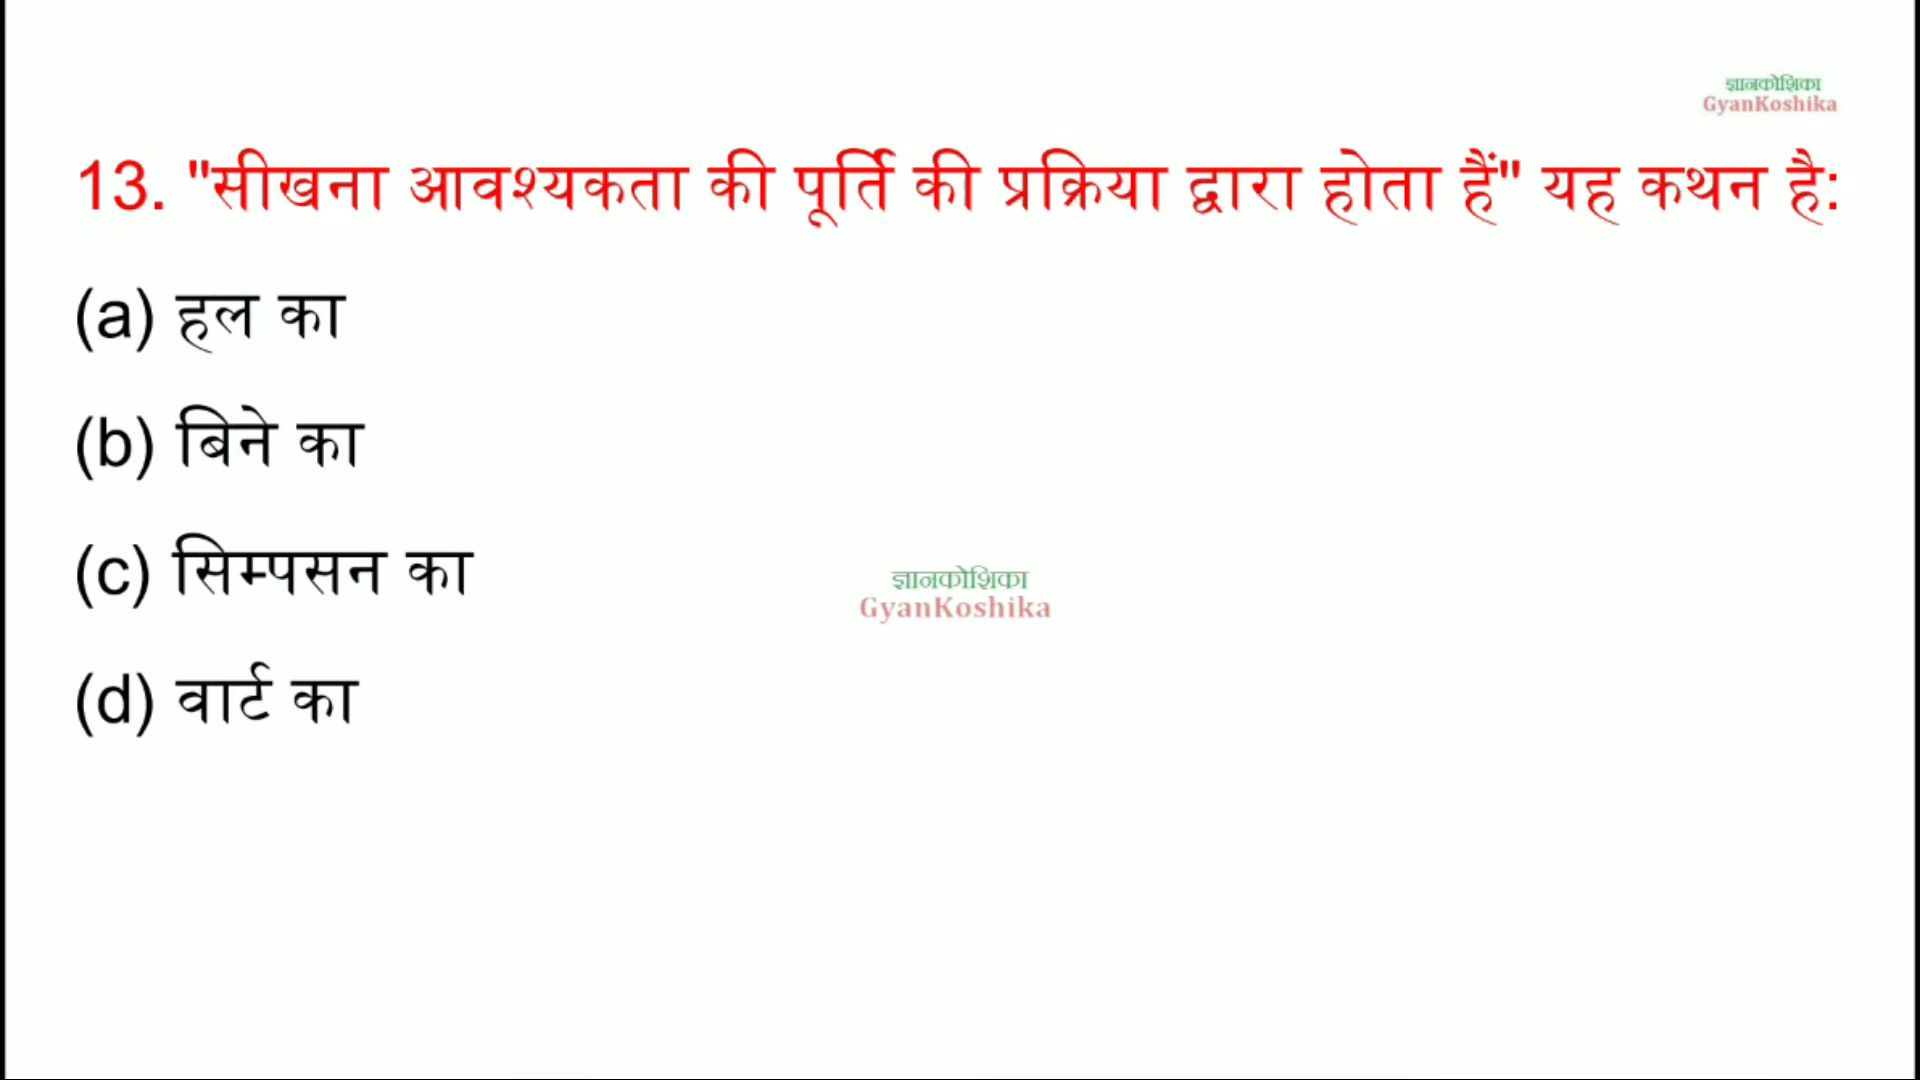 ज्ञानकोशिका
GyanKoshika
13. "सीखना आवश्यकता की पूर्ति की प्रक्रिया द्वारा होता हैं" यह कथन है:
(a) हल का
(b) बिने का
(c) सिम्पसन का
(d) वार्ट का
ज्ञानकोशिका
GyanKoshika